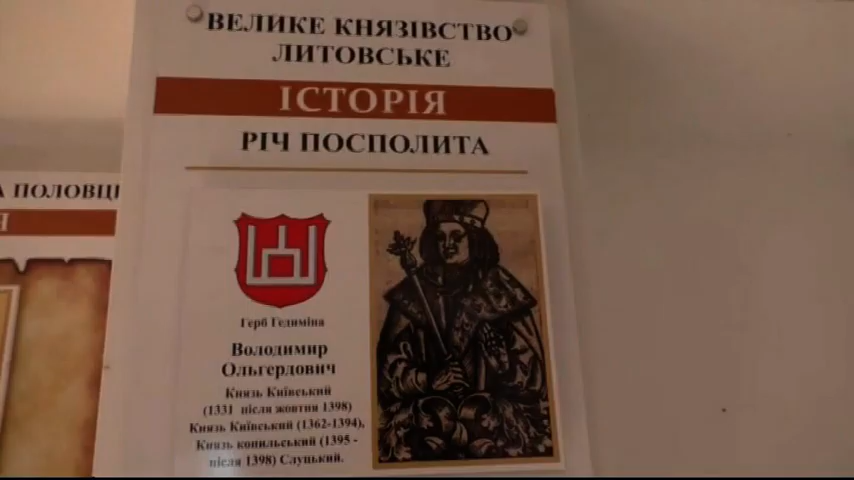 ВЕЛИКЕ КНЯЗІВСТВО
ЛИТОВСЬКЕ
ІСТОРІЯ
РІЧ ПОСПОЛИТА
А ПОЛОВЦІ
Я
Герб Гедиміна
Володимир
Ольгердович
Князь Київський
(1331 після жовтня 1398)
Князь Київський (1362-1394),
Князь копильський (1395 -
після 1398) Слуцький.